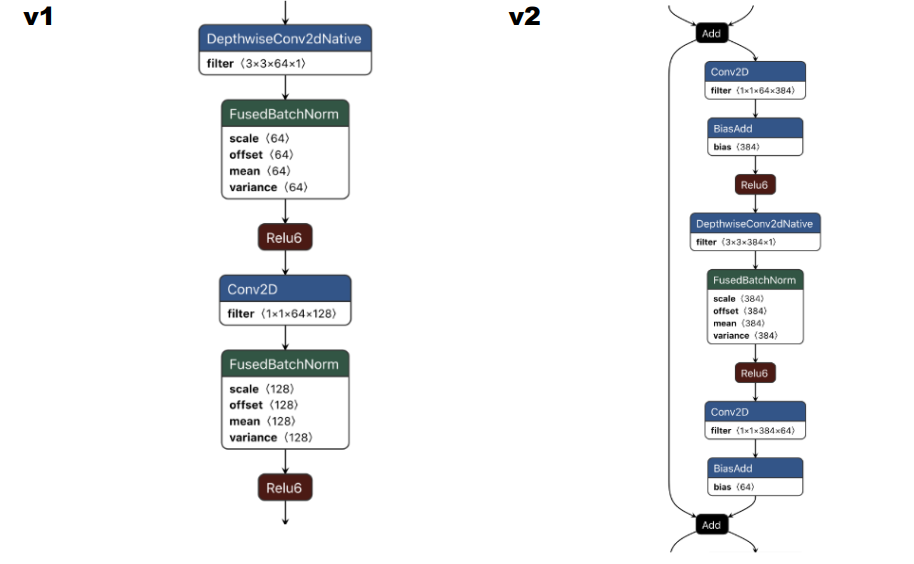 v1
DepthwiseConv2dNative
filter ⟨3×3×64×1⟩
FusedBatchNorm
scale ⟨64⟩
offset ⟨64⟩
mean ⟨64⟩
variance ⟨64⟩
Relu6
Conv2D
filter ⟨1×1×64×128⟩
FusedBatchNorm
scale ⟨128⟩
offset ⟨128⟩
mean ⟨128⟩
variance ⟨128⟩
Relu6
v2
Add
Conv2D
filter ⟨1×1×64×384⟩
BiasAdd
bias ⟨384⟩
Relu6
DepthwiseConv2dNative
filter ⟨3×3×384×1⟩
FusedBatchNorm
scale ⟨384⟩
offset ⟨384⟩
mean ⟨384⟩
variance ⟨384⟩
Relu6
Conv2D
filter ⟨1×1×384×64⟩
BiasAdd
bias ⟨64⟩
Add